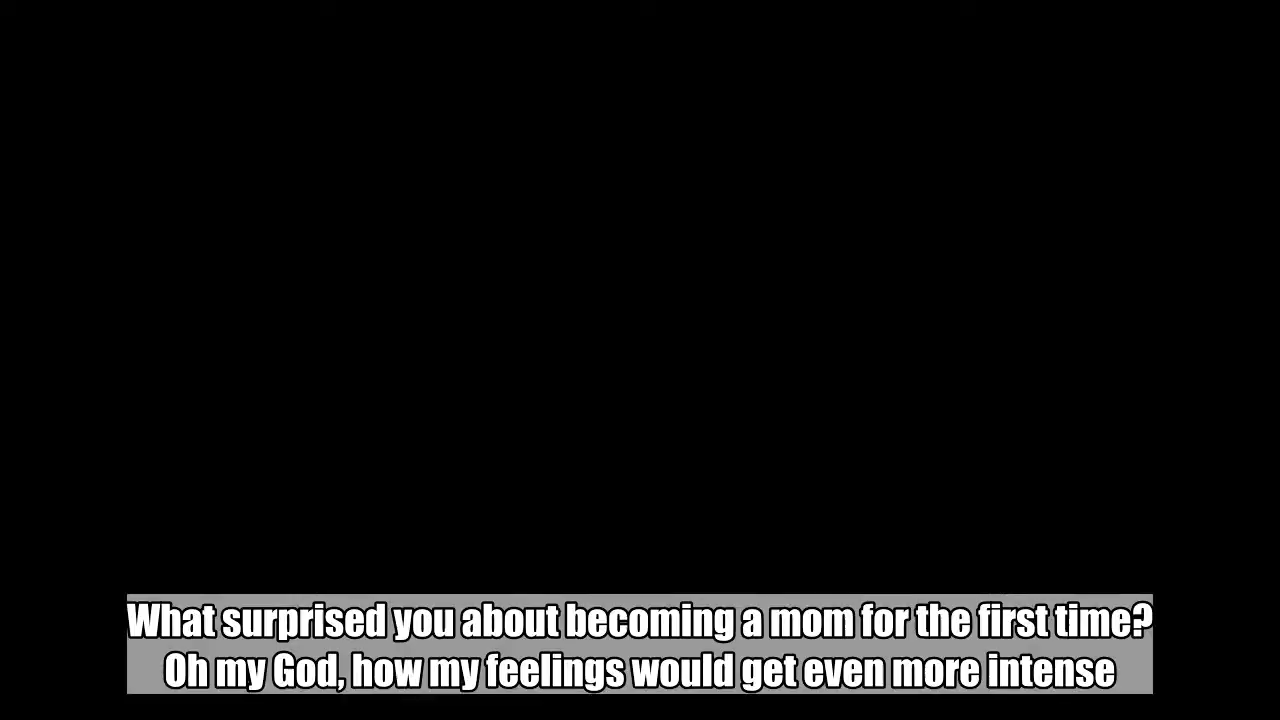 What surprised you about becoming a mom for the first time?
Oh my God, how my feelings would get even more intense